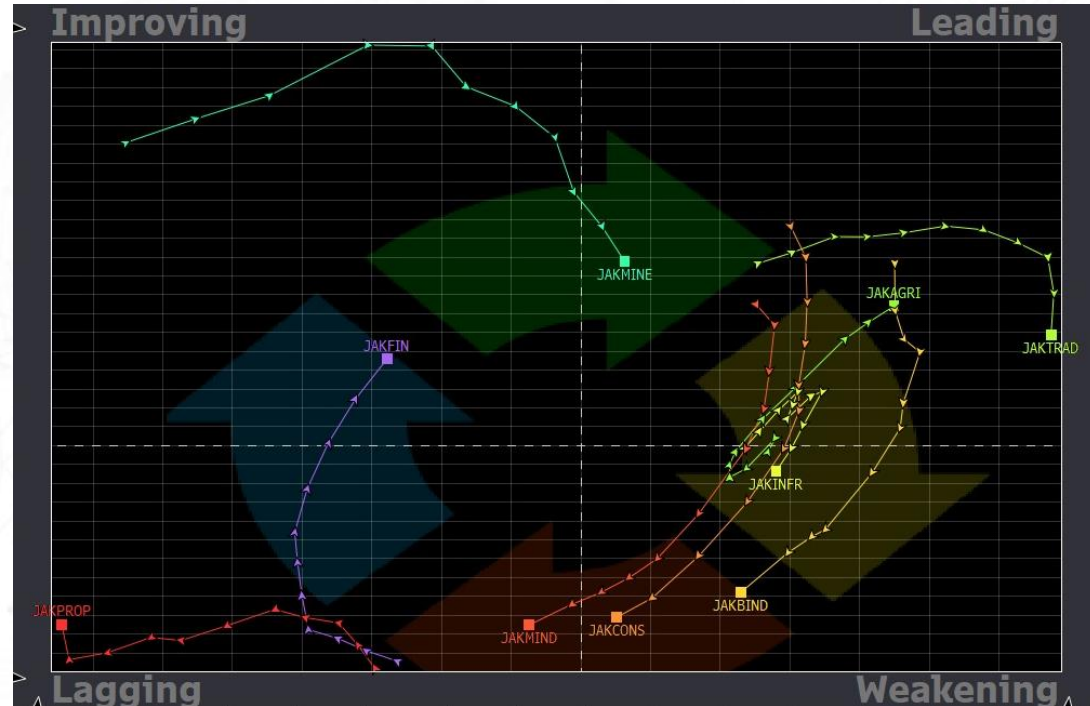 Improving
Leading
JAKMINE
JAKAGRI
JAKFIN
JAKTRAD
JAKINFR
JAKPROP
JAKBIND
JAKMIND
JAKCONS
Lagging
Weakening